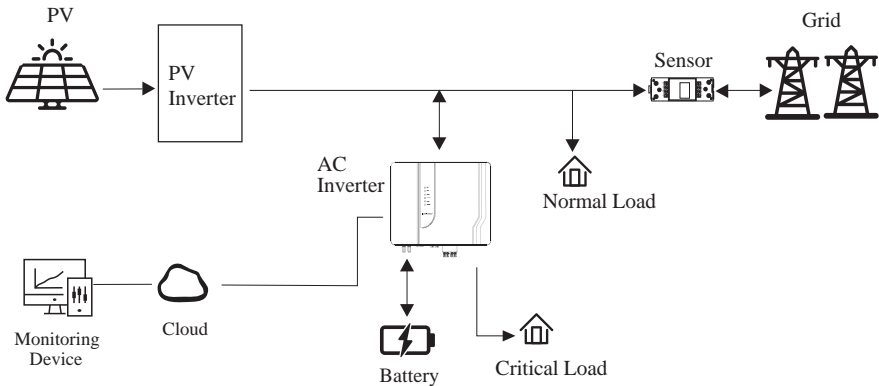 PV
Grid
Sensor
PV
Inverter
AC
Inverter
Normal Load
Cloud
Monitoring
Device
Critical Load
Battery